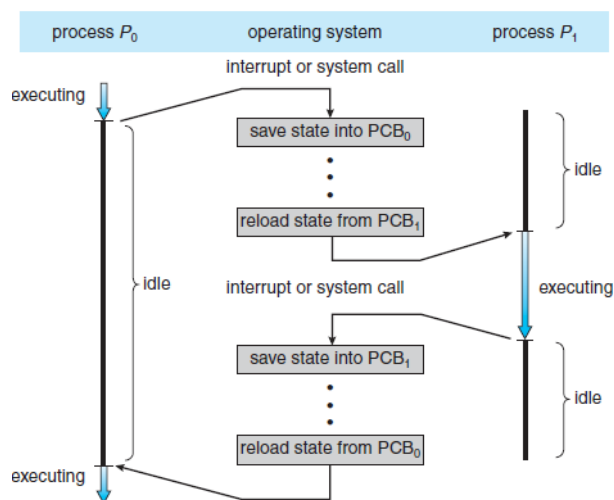 process P₀ operating system process P₁
interrupt or system call
executing
save state into PCB₀
idle
reload state from PCB₁
idle
interrupt or system call
executing
save state into PCB₁
idle
reload state from PCB₀
executing